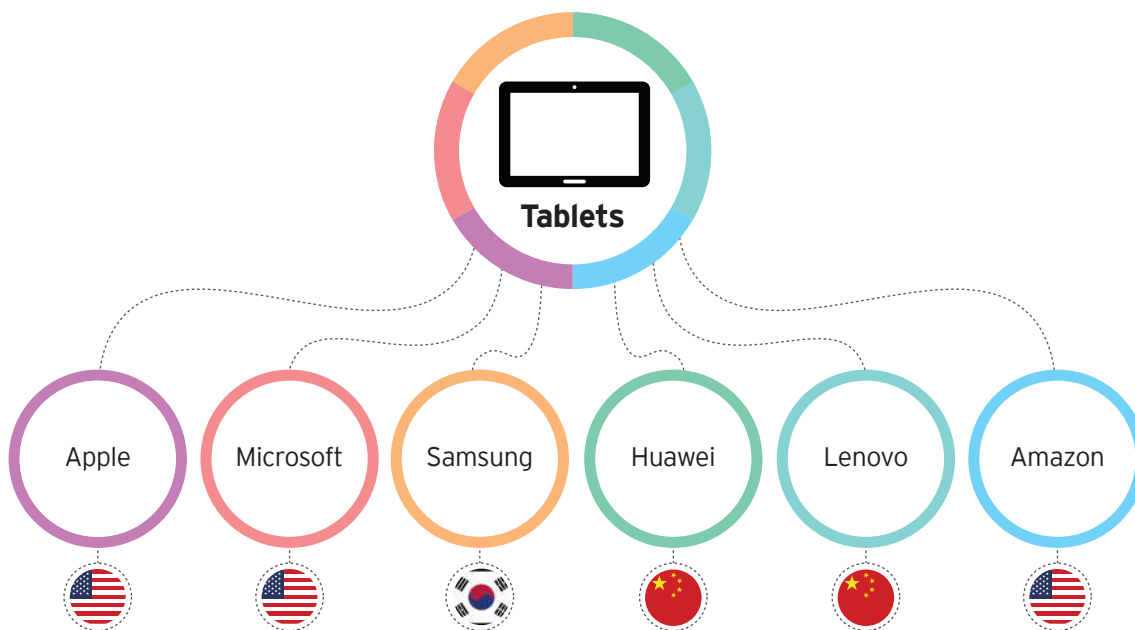 Tablets
Apple
Microsoft
Samsung
Huawei
Lenovo
Amazon